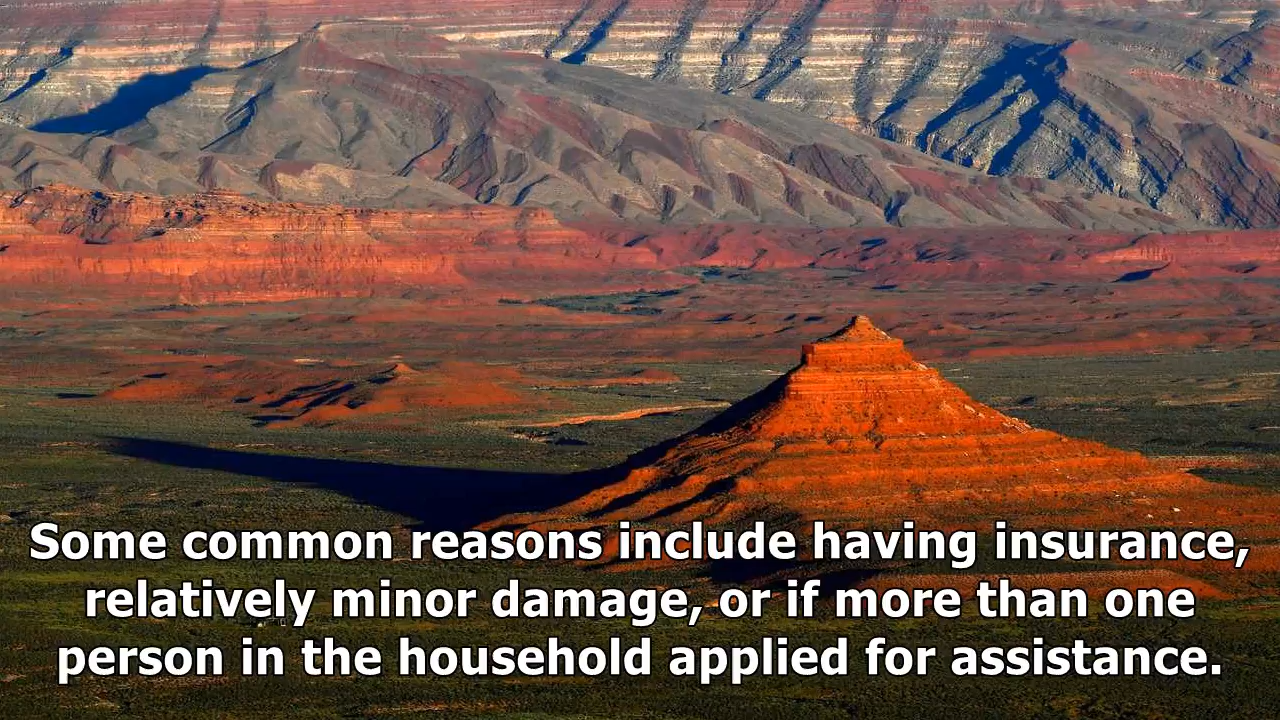 Some common reasons include having insurance,
relatively minor damage, or if more than one
person in the household applied for assistance.